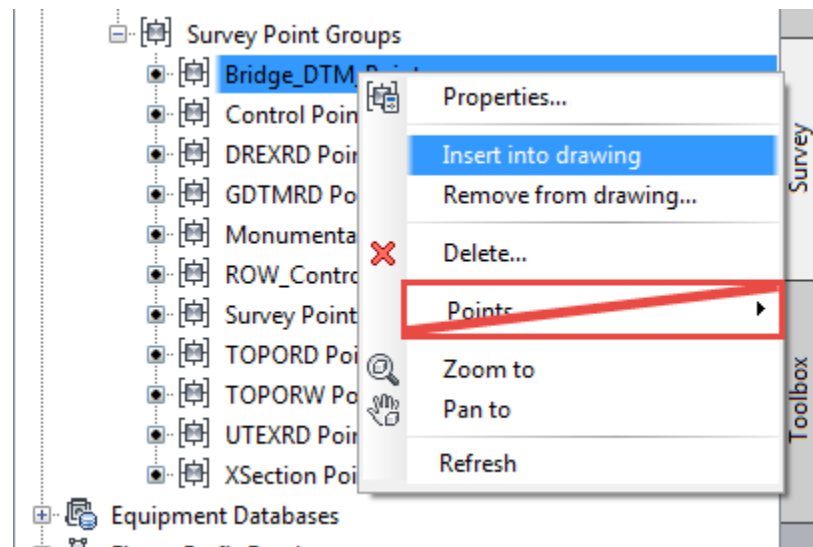 Survey Point Groups
Bridge_DTM
Properties...
Control Poin
Insert into drawing
DREXRD Poin
Remove from drawing...
GDTMRD Po
Monumenta
Delete...
ROW_Contro
Points
Survey Point
TOPORD Poi
Zoom to
TOPORW Po
Pan to
UTEXRD Poin
Refresh
XSection Poi
Equipment Databases
Survey
Toolbox